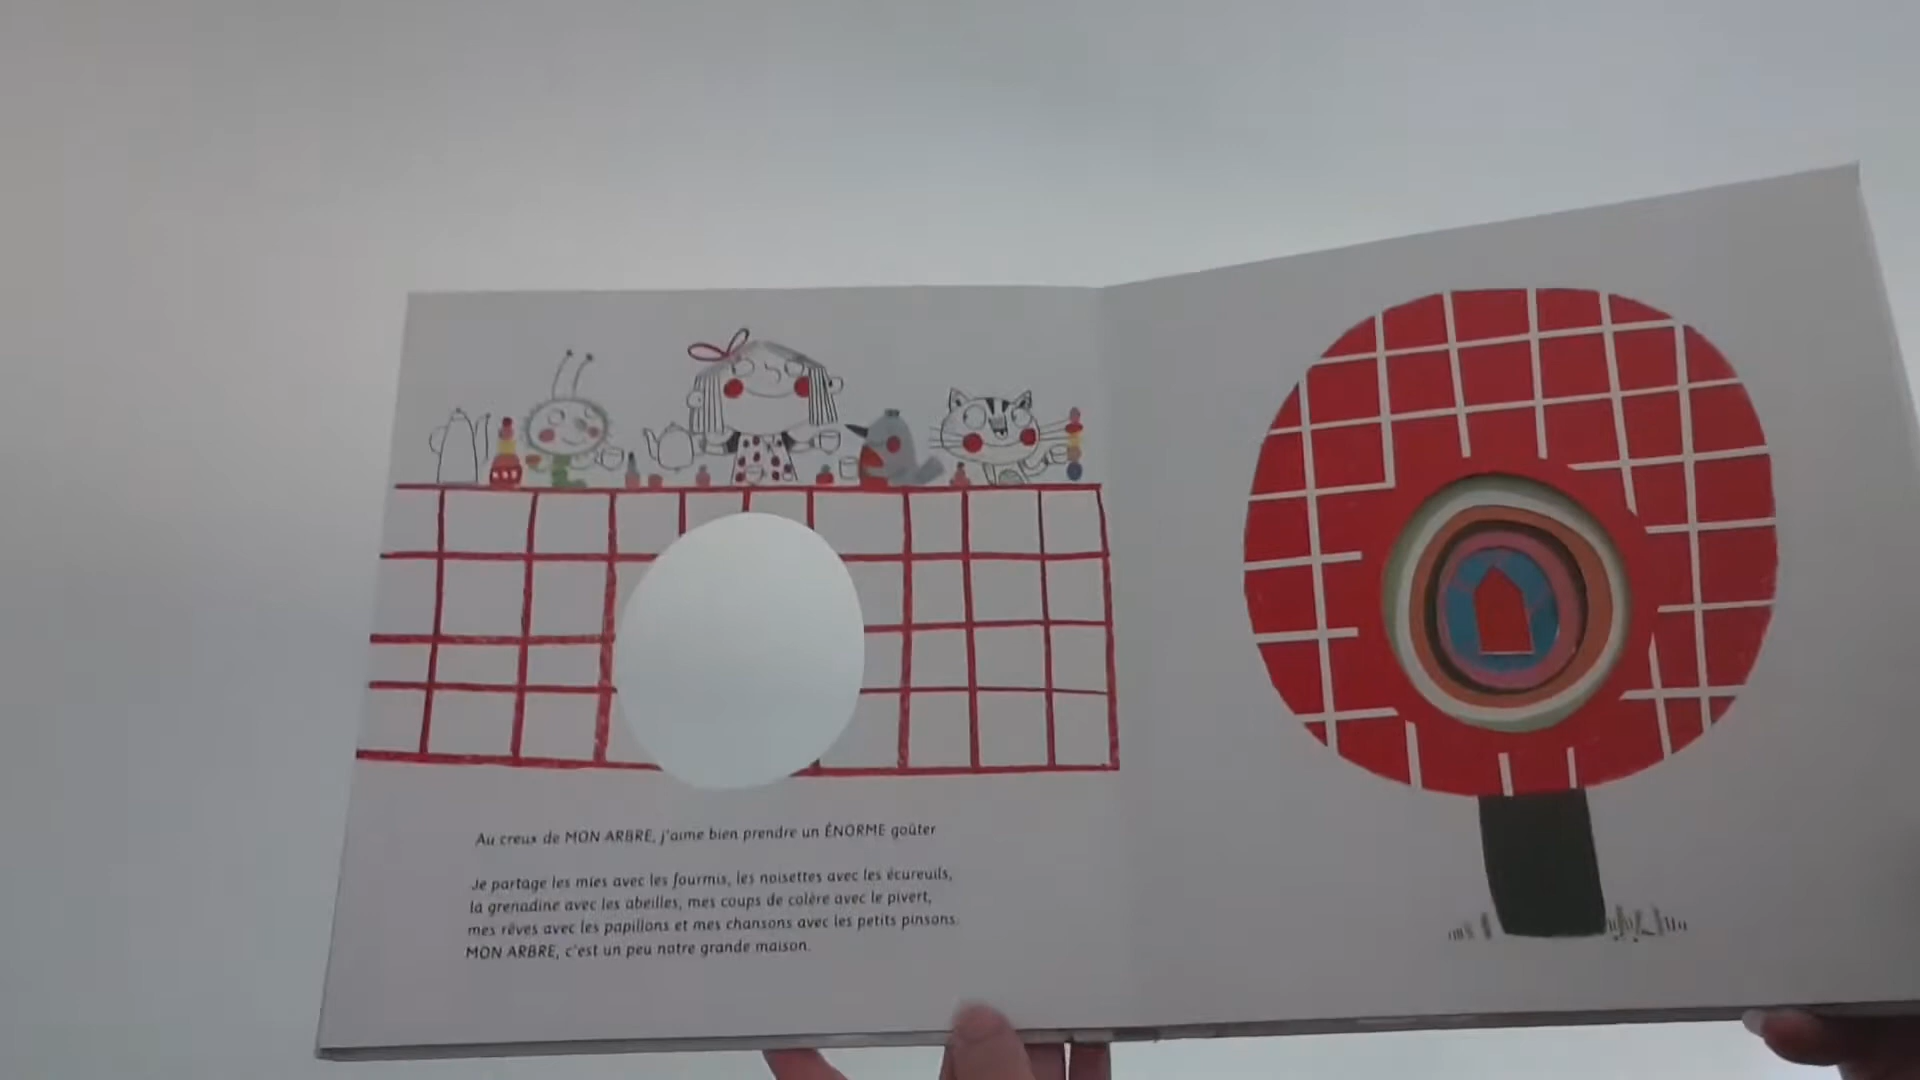 Au creux de MON ARBRE, j'aime bien prendre un ÉNORME goûter
Je partage les mies avec les fourmis, les noisettes avec les écureuils,
la grenadine avec les abeilles, mes coups de colère avec le pivert,
mes rêves avec les papillons et mes chansons avec les petits pinsons.
MON ARBRE, c'est un peu notre grande maison.